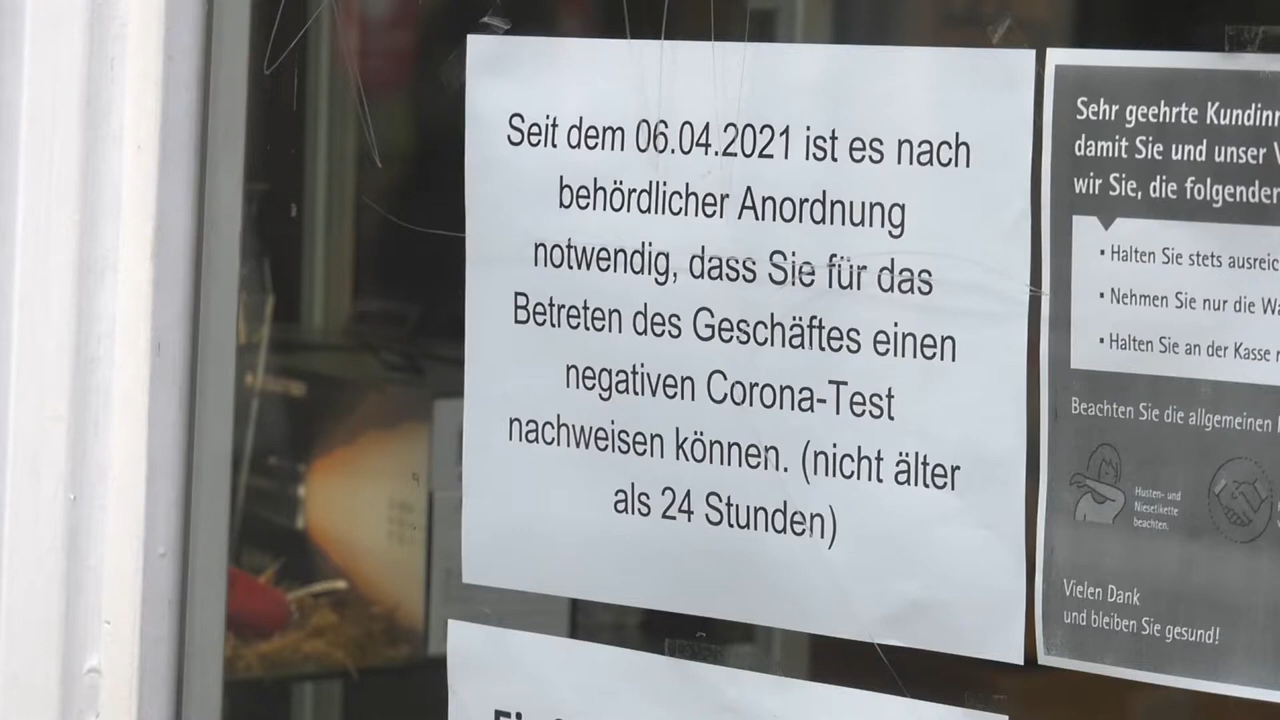 Seit dem 06.04.2021 ist es nach
behördlicher Anordnung
notwendig, dass Sie für das
Betreten des Geschäftes einen
negativen Corona-Test
nachweisen können. (nicht älter
als 24 Stunden)
Sehr geehrte
damit Sie und unser
wir Sie, die
▪ Halten Sie stets
▪ Nehmen Sie nur die
▪ Halten Sie an der Kasse
Beachten Sie die allgemeinen
Husten- und
Niesetikette
beachten.
Vielen Dank
und bleiben Sie gesund!